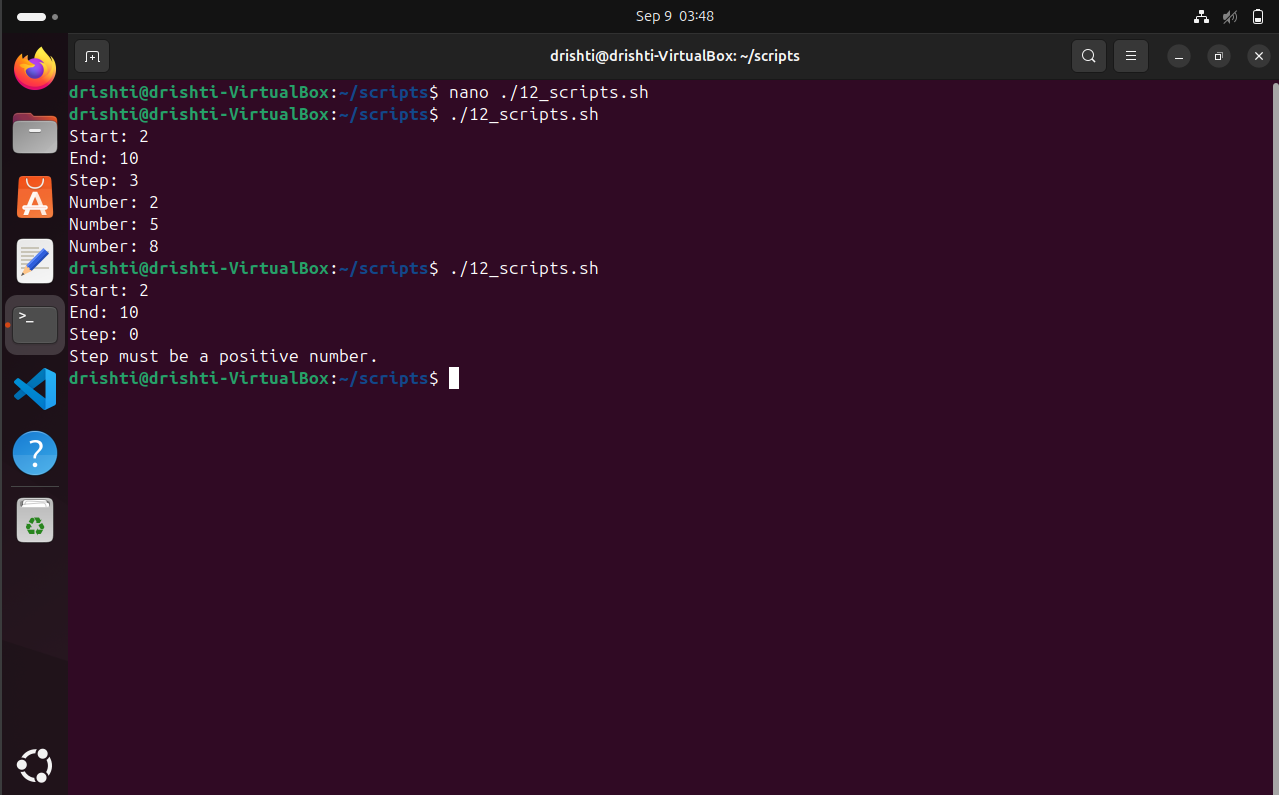 Sep 9 03:48
drishti@drishti-VirtualBox: ~/scripts
drishti@drishti-VirtualBox:~/scripts$ nano ./12_scripts.sh
drishti@drishti-VirtualBox:~/scripts$ ./12_scripts.sh
Start: 2
End: 10
Step: 3
Number: 2
Number: 5
Number: 8
drishti@drishti-VirtualBox:~/scripts$ ./12_scripts.sh
Start: 2
End: 10
Step: 0
Step must be a positive number.
drishti@drishti-VirtualBox:~/scripts$